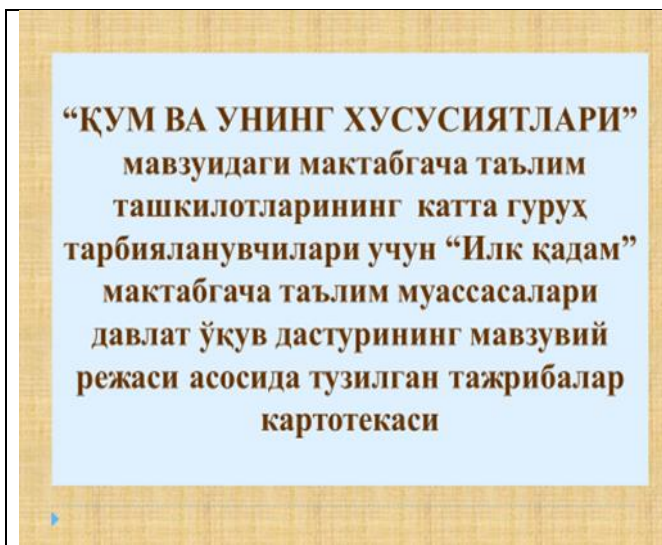 “ҚУМ ВА УНИНГ ХУСУСИЯТЛАРИ”
мавзуидаги мактабгача таълим
ташкилотларининг катта гуруҳ
тарбияланувчилари учун “Илк қадам”
мактабгача таълим муассасалари
давлат ўқув дастурининг мавзувий
режаси асосида тузилган тажрибалар
картотекаси